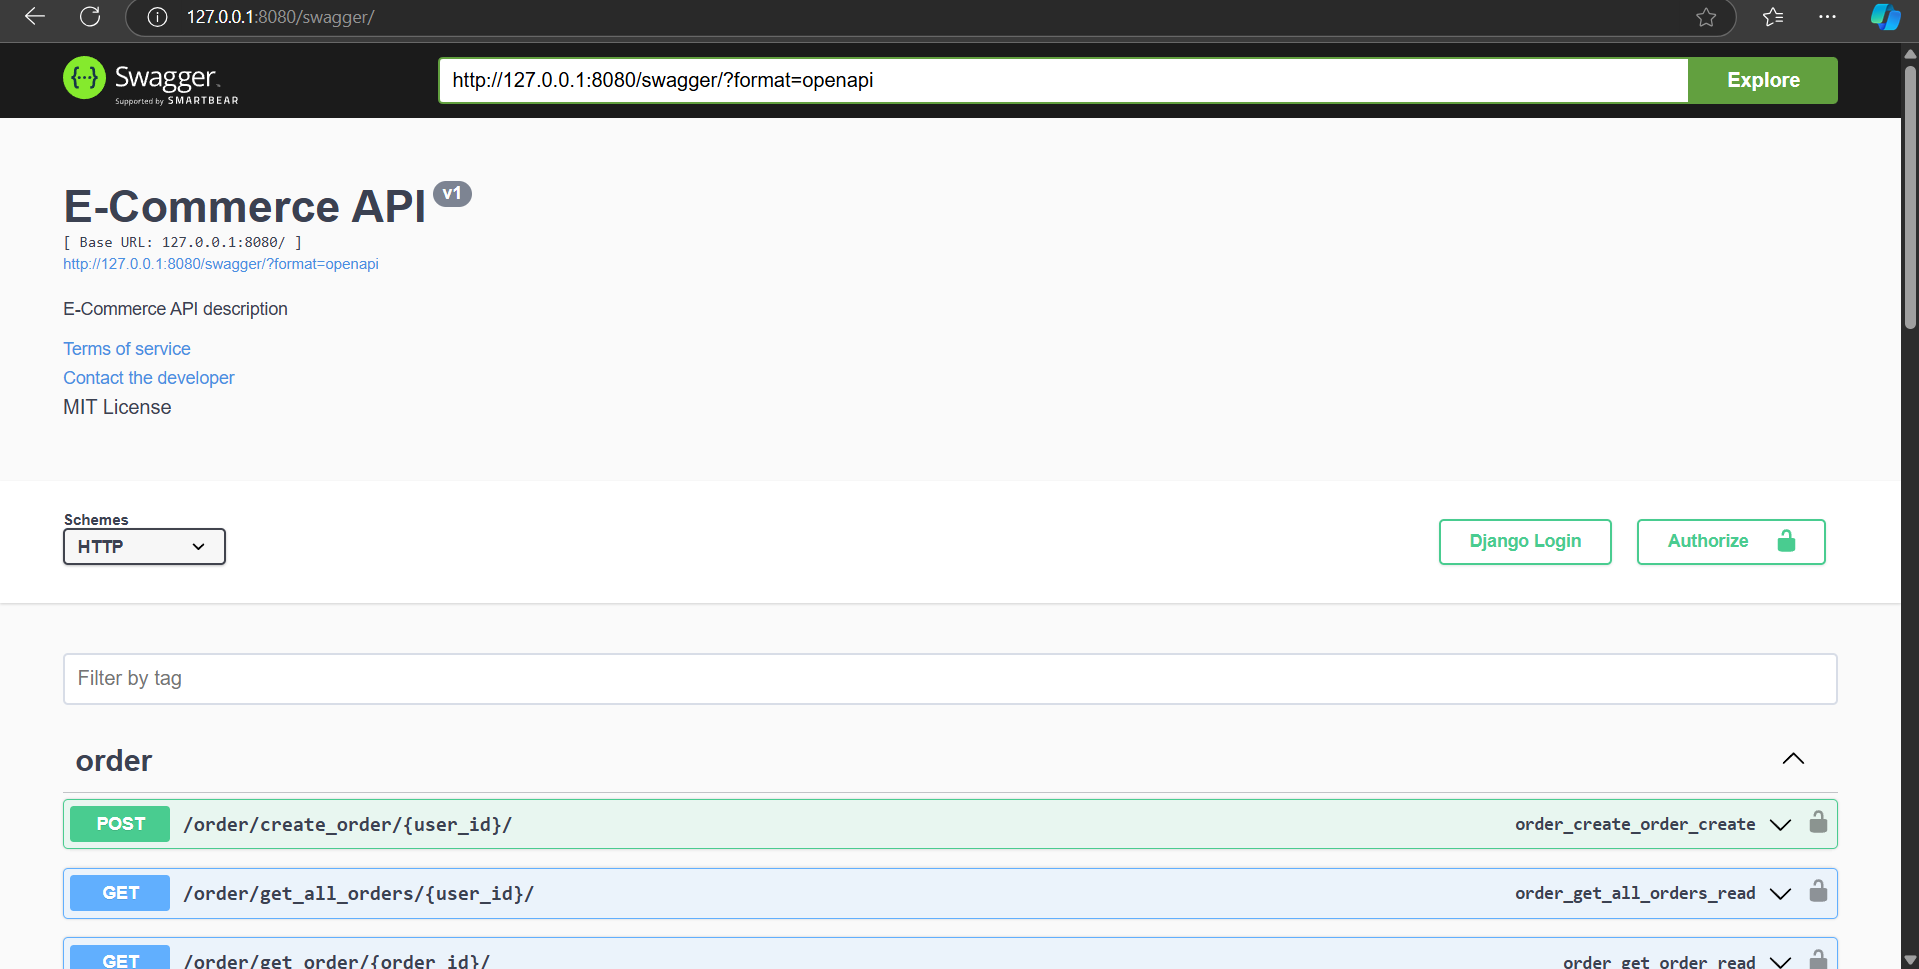 127.0.0.1:8080/swagger/
Swagger.
Supported by SMARTBEAR
http://127.0.0.1:8080/swagger/?format=openapi
Explore
E-Commerce API v1
[ Base URL: 127.0.0.1:8080/ ]
http://127.0.0.1:8080/swagger/?format=openapi
E-Commerce API description
Terms of service
Contact the developer
MIT License
Schemes
HTTP
Django Login
Authorize
Filter by tag
order
POST /order/create_order/{user_id}/ order_create_order_create
GET /order/get_all_orders/{user_id}/ order_get_all_orders_read
GET /order/get_order/{order_id}/ order_get_order_read